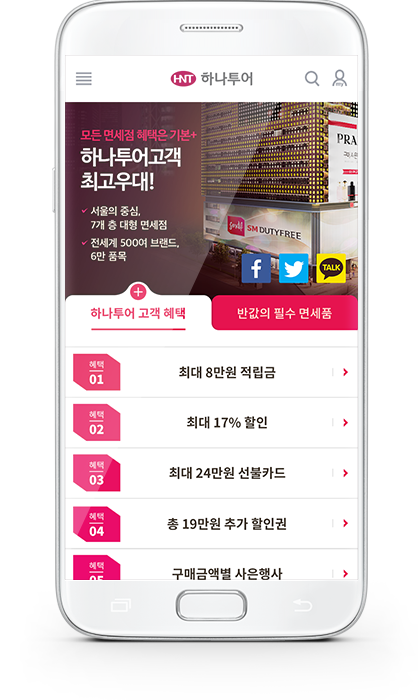 HNT 하나투어
모든 면세점 혜택은 기본+
하나투어고객
최고우대!
서울의 중심,
7개 층 대형 면세점
전세계 500여 브랜드,
6만 품목
PRA
SM DUTYFREE
f
TALK
하나투어 고객 혜택
반값의 필수 면세품
혜택 01
최대 8만원 적립금
혜택 02
최대 17% 할인
혜택 03
최대 24만원 선불카드
혜택 04
총 19만원 추가 할인권
혜택 05
구매금액별 사은행사